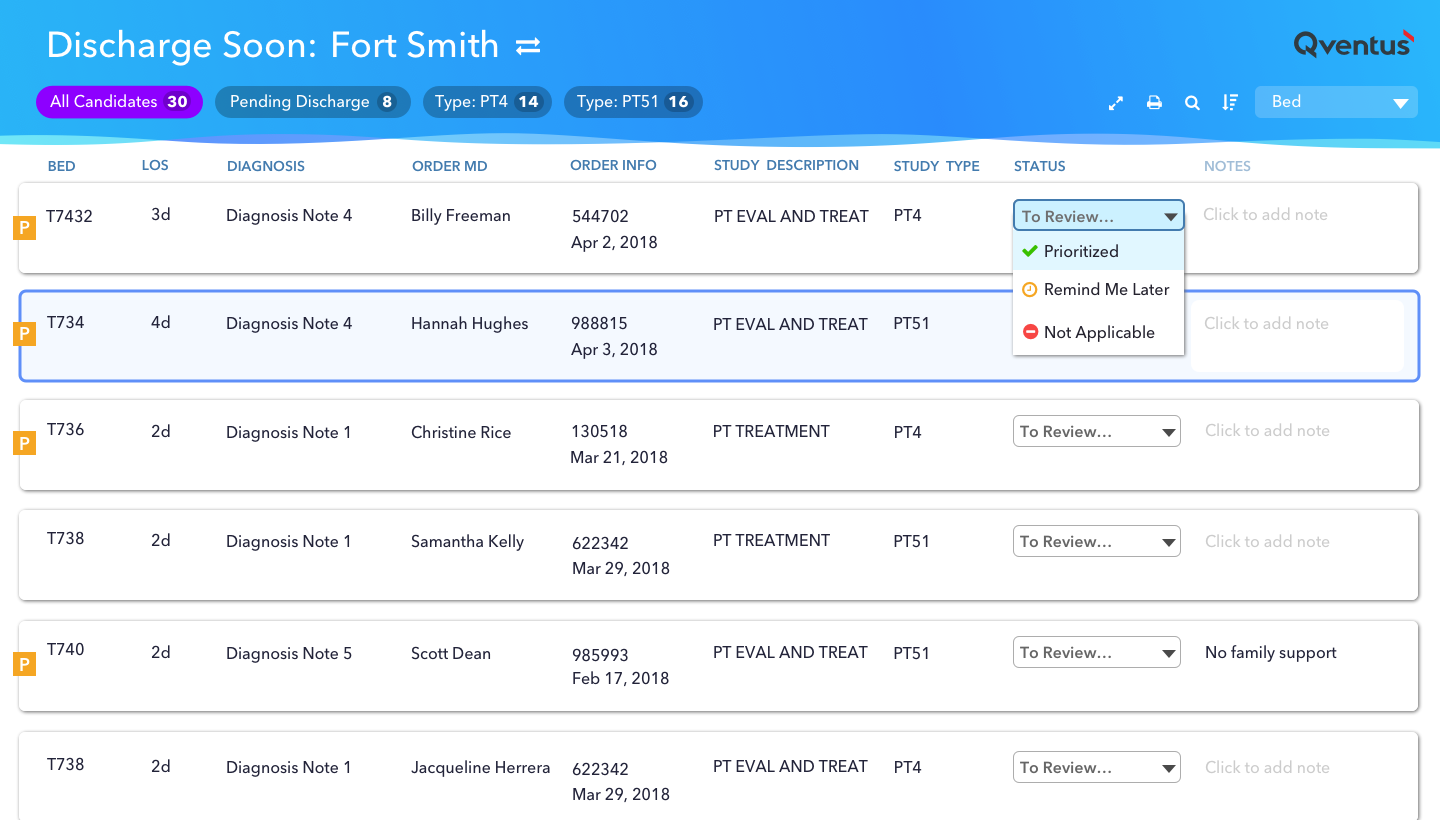 Discharge Soon: Fort Smith
Qventus
All Candidates 30 Pending Discharge 8 Type: PT4 14 Type: PT51 16 Bed
BED LOS DIAGNOSIS ORDER MD ORDER INFO STUDY DESCRIPTION STUDY TYPE STATUS NOTES
P T7432 3d Diagnosis Note 4 Billy Freeman 544702 PT EVAL AND TREAT PT4 To Review... Click to add note
Apr 2, 2018
Prioritized
Remind Me Later
Not Applicable
P T734 4d Diagnosis Note 4 Hannah Hughes 988815 PT EVAL AND TREAT PT51 Click to add note
Apr 3, 2018
P T736 2d Diagnosis Note 1 Christine Rice 130518 PT TREATMENT PT4 To Review... Click to add note
Mar 21, 2018
T738 2d Diagnosis Note 1 Samantha Kelly 622342 PT TREATMENT PT51 To Review... Click to add note
Mar 29, 2018
P T740 2d Diagnosis Note 5 Scott Dean 985993 PT EVAL AND TREAT PT51 To Review... No family support
Feb 17, 2018
T738 2d Diagnosis Note 1 Jacqueline Herrera 622342 PT EVAL AND TREAT PT4 To Review... Click to add note
Mar 29, 2018